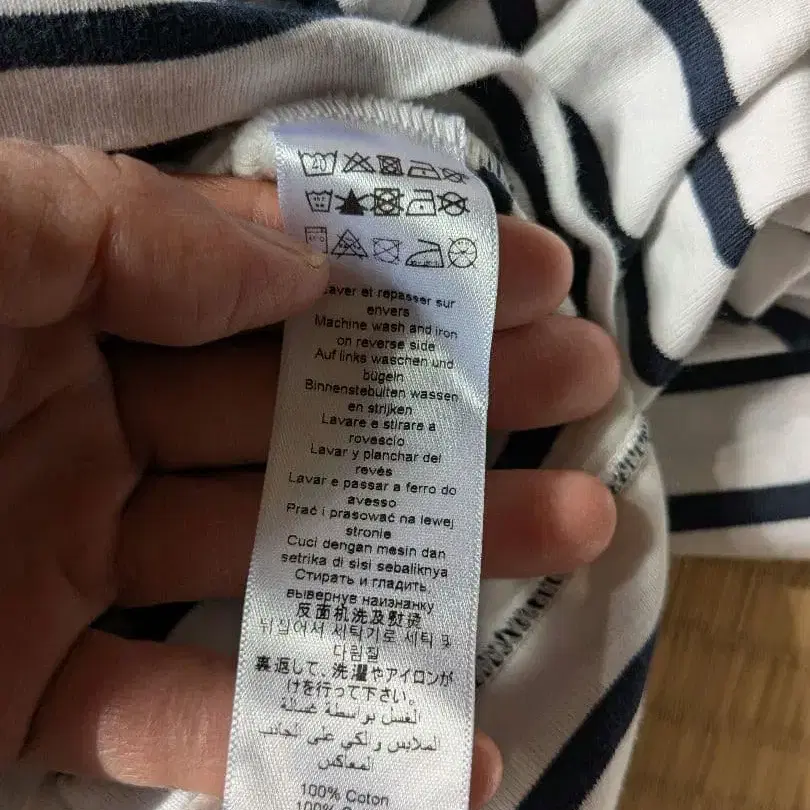 aver et repasser sur
envers
Machine wash and iron
on reverse side
Auf links waschen und
bügeln
Binnenstebuiten wassen
en strijken
Lavare e stirare a
rovescio
Lavar y planchar del
revés
Lavar e passar a ferro do
avesso
Prać i prasować na lewej
stronie
Cuci dengan mesin dan
setrika di sisi sebaliknya
Стирать и гладить,
вывернув наизнанку
反面机洗及熨烫
뒤집어서 세탁기로 세탁 및
다림질
裏返して、洗濯やアイロンが
けを行って下さい。
الغسل بواسطة غسالة
الملابس والكي على الجانب
المعاكس
100% Coton
100%